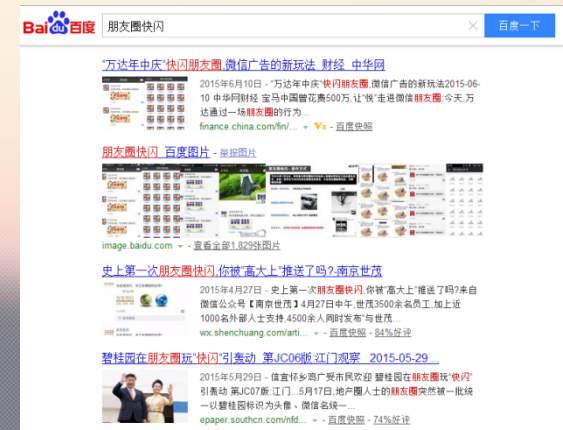 Bai du 百度 朋友圈快闪 × 百度一下
"万达年中庆"快闪朋友圈,微信广告的新玩法_财经_中华网
2015年6月10日 - "万达年中庆"快闪朋友圈,微信广告的新玩法2015-06-
10 中华网财经 宝马中国曾花费500万,让"悦"走进微信朋友圈;今天,万
达通过一场朋友圈的行为...
finance.china.com/fin/... - V3 - 百度快照
朋友圈快闪_百度图片 - 举报图片
image.baidu.com - 查看全部1,829张图片
史上第一次朋友圈快闪,你被"高大上"推送了吗?-南京世茂
2015年4月27日 - 史上第一次朋友圈快闪,你被"高大上"推送了吗?来自
微信公众号【南京世茂】4月27日中午,世茂3500余名员工,加上近
1000名外部人士支持,4500余人同时发布"与世茂...
wx.shenchuang.com/arti... - 百度快照 - 84%好评
碧桂园在朋友圈玩"快闪"引轰动_第JC06版:江门观察_2015-05-29...
2015年5月29日 - 信宜怀乡鸡广受市民欢迎 碧桂园在朋友圈玩"快闪"
引轰动 第JC07版:江门...5月17日,地产圈人士的朋友圈突然被一批统
一以碧桂园标识为头像、微信名统一...
epaper.southcn.com/nfd... - 百度快照 - 74%好评